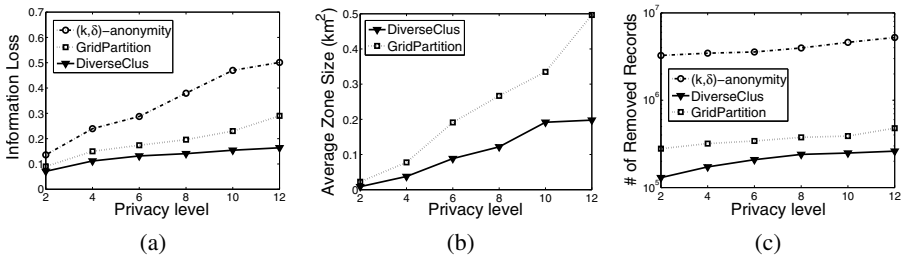 Information Loss
0.7
0.6
0.5
0.4
0.3
0.2
0.1
0
(k,δ)−anonymity
GridPartition
DiverseClus
2 4 6 8 10 12
Privacy level
(a)
Average Zone Size (km²)
0.5
0.4
0.3
0.2
0.1
0
DiverseClus
GridPartition
2 4 6 8 10 12
Privacy level
(b)
# of Removed Records
10⁷
10⁶
10⁵
(k,δ)−anonymity
DiverseClus
GridPartition
2 4 6 8 10 12
Privacy level
(c)